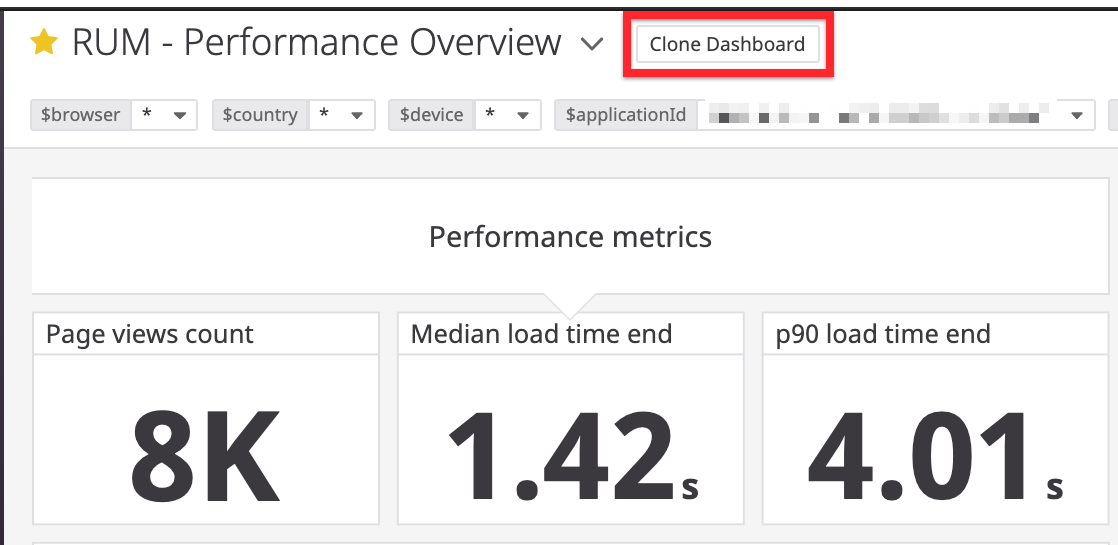 RUM - Performance Overview
Clone Dashboard
$browser *
$country *
$device *
$applicationId
Performance metrics
Page views count
Median load time end
p90 load time end
8K
1.42s
4.01s